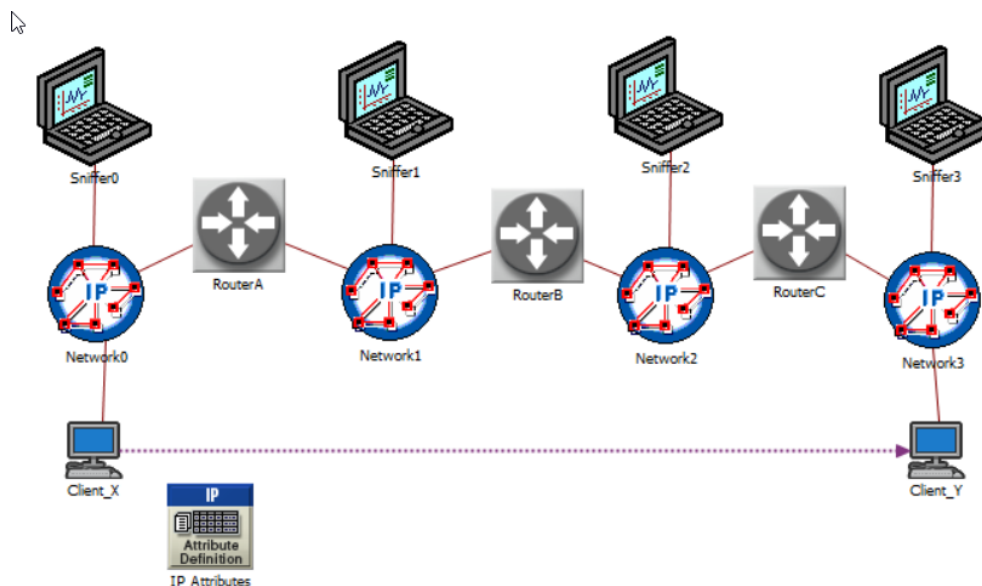 Sniffer0
Sniffer1
Sniffer2
Sniffer3
RouterA
RouterB
RouterC
IP
IP
IP
IP
Network0
Network1
Network2
Network3
Client_X
Client_Y
IP
Attribute
Definition
IP Attributes